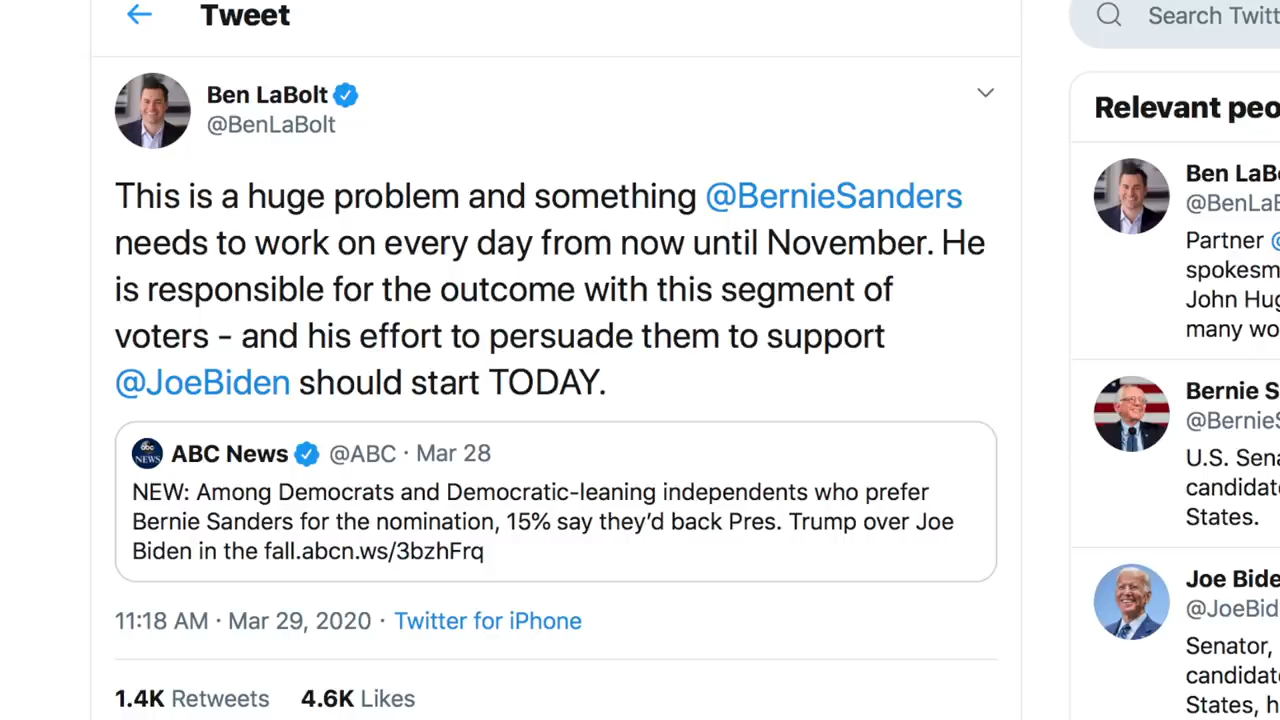 Tweet
Ben LaBolt
@BenLaBolt
This is a huge problem and something @BernieSanders
needs to work on every day from now until November. He
is responsible for the outcome with this segment of
voters - and his effort to persuade them to support
@JoeBiden should start TODAY.
abc NEWS
ABC News @ABC · Mar 28
NEW: Among Democrats and Democratic-leaning independents who prefer
Bernie Sanders for the nomination, 15% say they'd back Pres. Trump over Joe
Biden in the fall.abcn.ws/3bzhFrq
11:18 AM · Mar 29, 2020 · Twitter for iPhone
1.4K Retweets 4.6K Likes
Search Twitt
Relevant peo
Ben LaBo
@BenLaB
Partner @
spokesm
John Hug
many wo
Bernie S
@BernieS
U.S. Sena
candidate
States.
Joe Bide
@JoeBid
Senator,
candidate
States, h